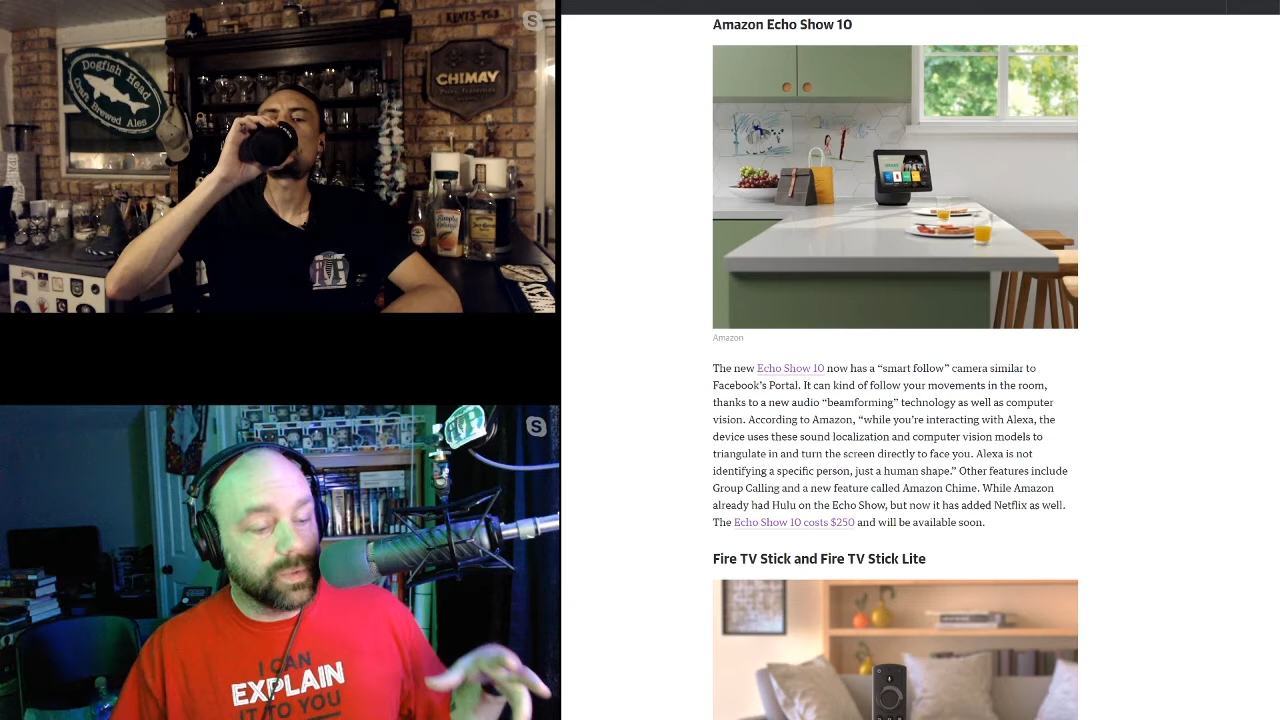 Dogfish Head
Craft Brewed Ales
CHIMAY
S
S
I CAN
EXPLAIN
IT TO YOU
Amazon Echo Show 10
Amazon
The new Echo Show 10 now has a “smart follow” camera similar to
Facebook’s Portal. It can kind of follow your movements in the room,
thanks to a new audio “beamforming” technology as well as computer
vision. According to Amazon, “while you’re interacting with Alexa, the
device uses these sound localization and computer vision models to
triangulate in and turn the screen directly to face you. Alexa is not
identifying a specific person, just a human shape.” Other features include
Group Calling and a new feature called Amazon Chime. While Amazon
already had Hulu on the Echo Show, but now it has added Netflix as well.
The Echo Show 10 costs $250 and will be available soon.
Fire TV Stick and Fire TV Stick Lite